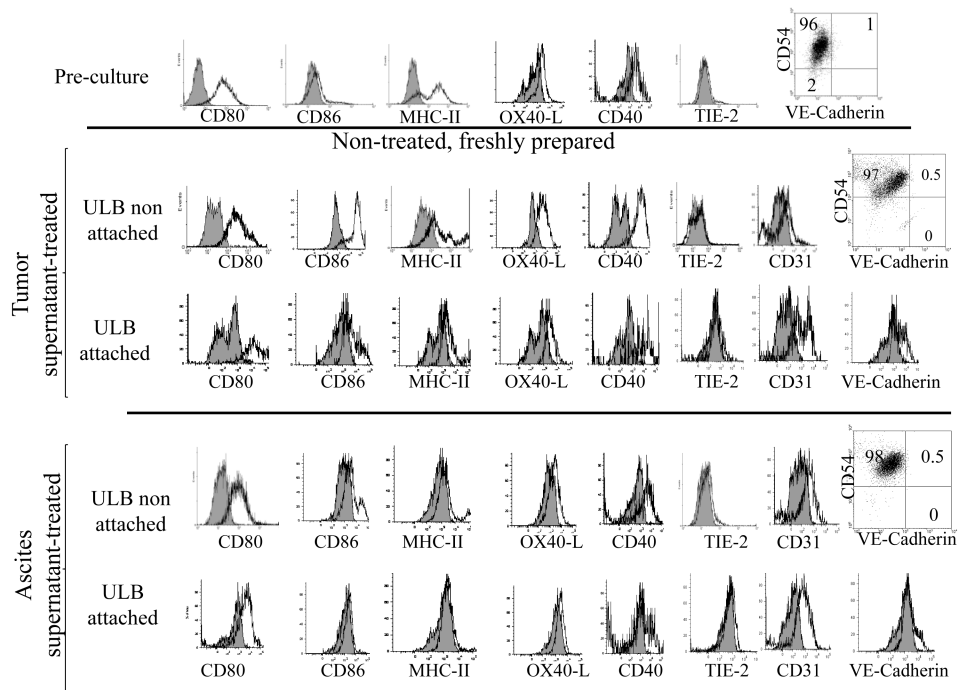 96 1
CD54
Pre-culture
2
CD80 CD86 MHC-II OX40-L CD40 TIE-2 VE-Cadherin
Non-treated, freshly prepared
Tumor
supernatant-treated
ULB non
attached
CD54
97 0.5
0
CD80 CD86 MHC-II OX40-L CD40 TIE-2 CD31 VE-Cadherin
ULB
attached
CD80 CD86 MHC-II OX40-L CD40 TIE-2 CD31 VE-Cadherin
Ascites
supernatant-treated
ULB non
attached
CD54
98 0.5
0
CD80 CD86 MHC-II OX40-L CD40 TIE-2 CD31 VE-Cadherin
ULB
attached
CD80 CD86 MHC-II OX40-L CD40 TIE-2 CD31 VE-Cadherin